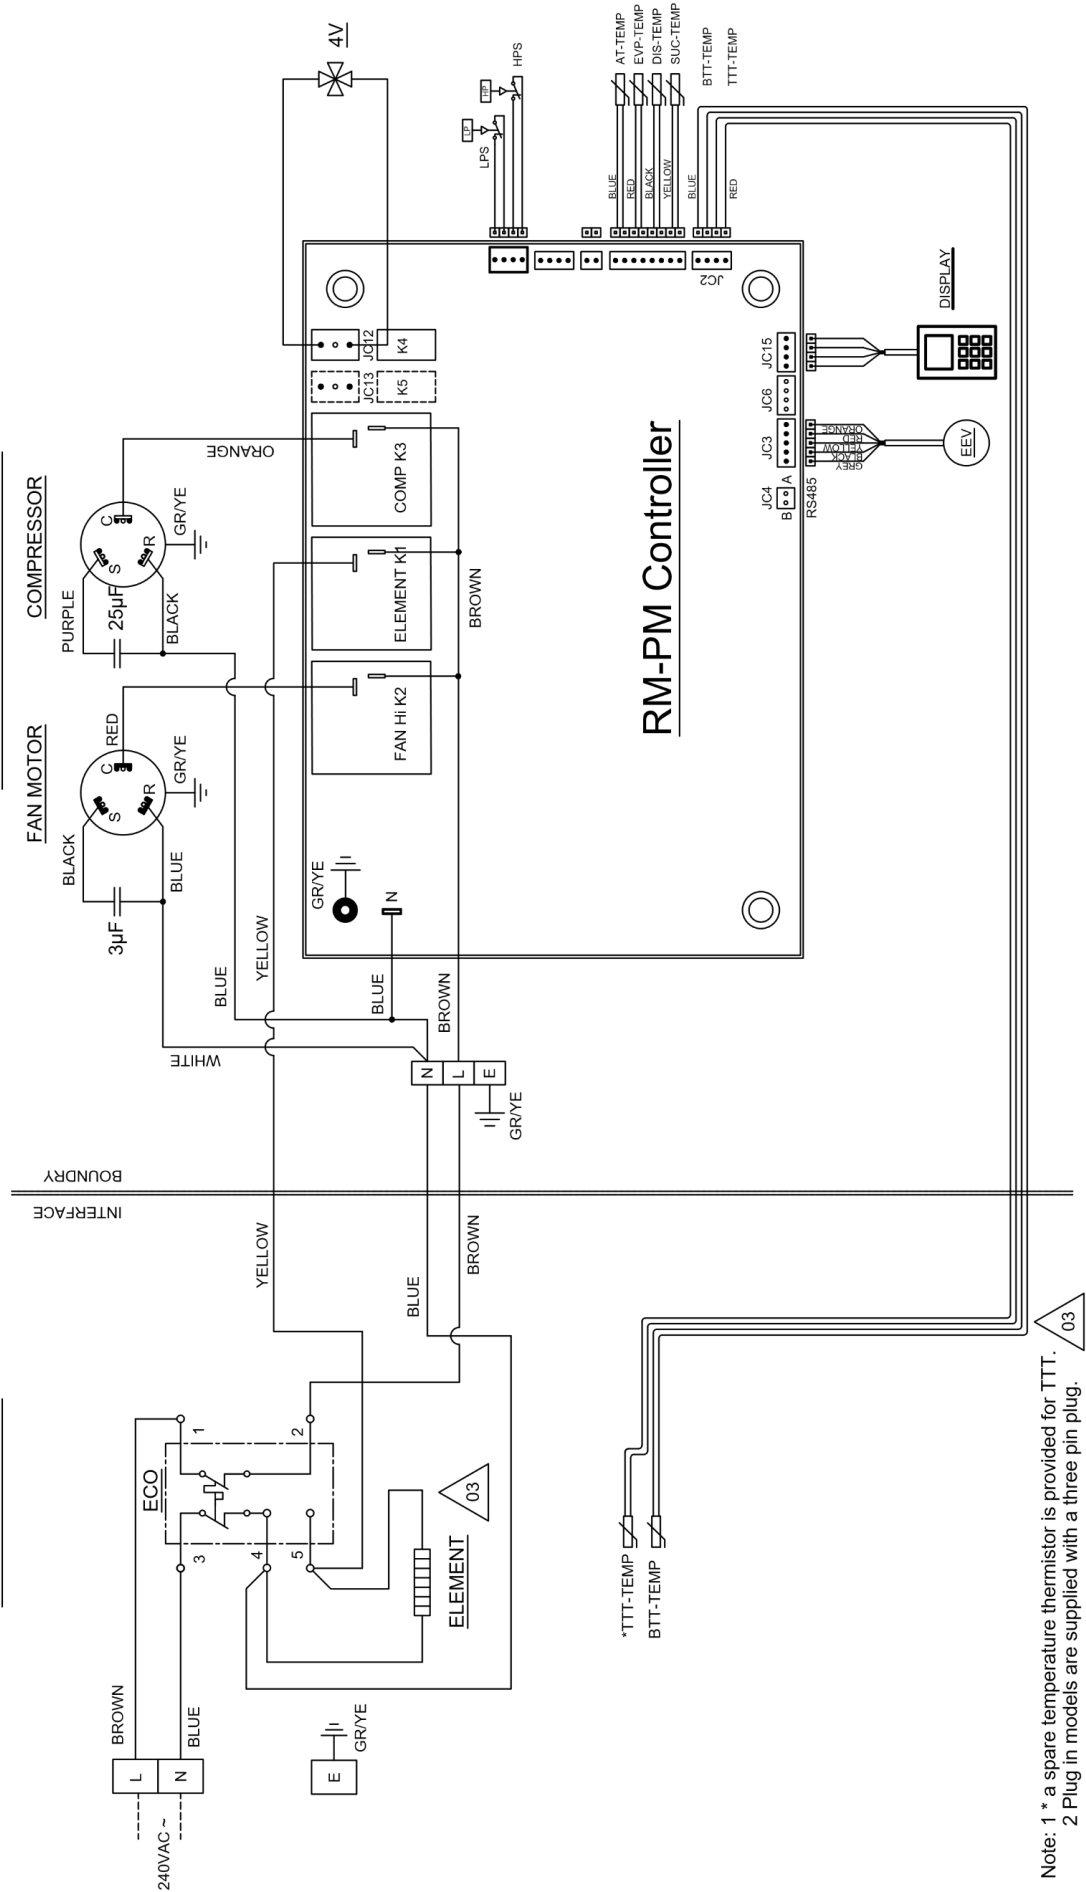 COMPRESSOR
FAN MOTOR
4V
PURPLE
25µF
BLACK
S
C
R
GR/YE
BLACK
3µF
BLUE
S
C
R
RED
GR/YE
ORANGE
YELLOW
BLUE
WHITE
BOUNDRY
INTERFACE
YELLOW
BLUE
BROWN
GR/YE
N
BLUE
BROWN
N
L
E
GR/YE
FAN Hi K2
ELEMENT K1
COMP K3
BROWN
JC13
K5
JC12
K4
RM-PM Controller
LP
LPS
HP
HPS
AT-TEMP
EVP-TEMP
DIS-TEMP
SUC-TEMP
BTT-TEMP
TTT-TEMP
BLUE
RED
BLACK
YELLOW
BLUE
RED
JC2
JC4
B
A
RS485
JC3
JC6
JC15
GREY
BLACK
YELLOW
RED
ORANGE
EEV
DISPLAY
ECO
1
2
3
4
5
ELEMENT
03
BROWN
BLUE
L
N
240VAC ~
E
GR/YE
*TTT-TEMP
BTT-TEMP
03
Note: 1 * a spare temperature thermistor is provided for TTT.
2 Plug in models are supplied with a three pin plug.